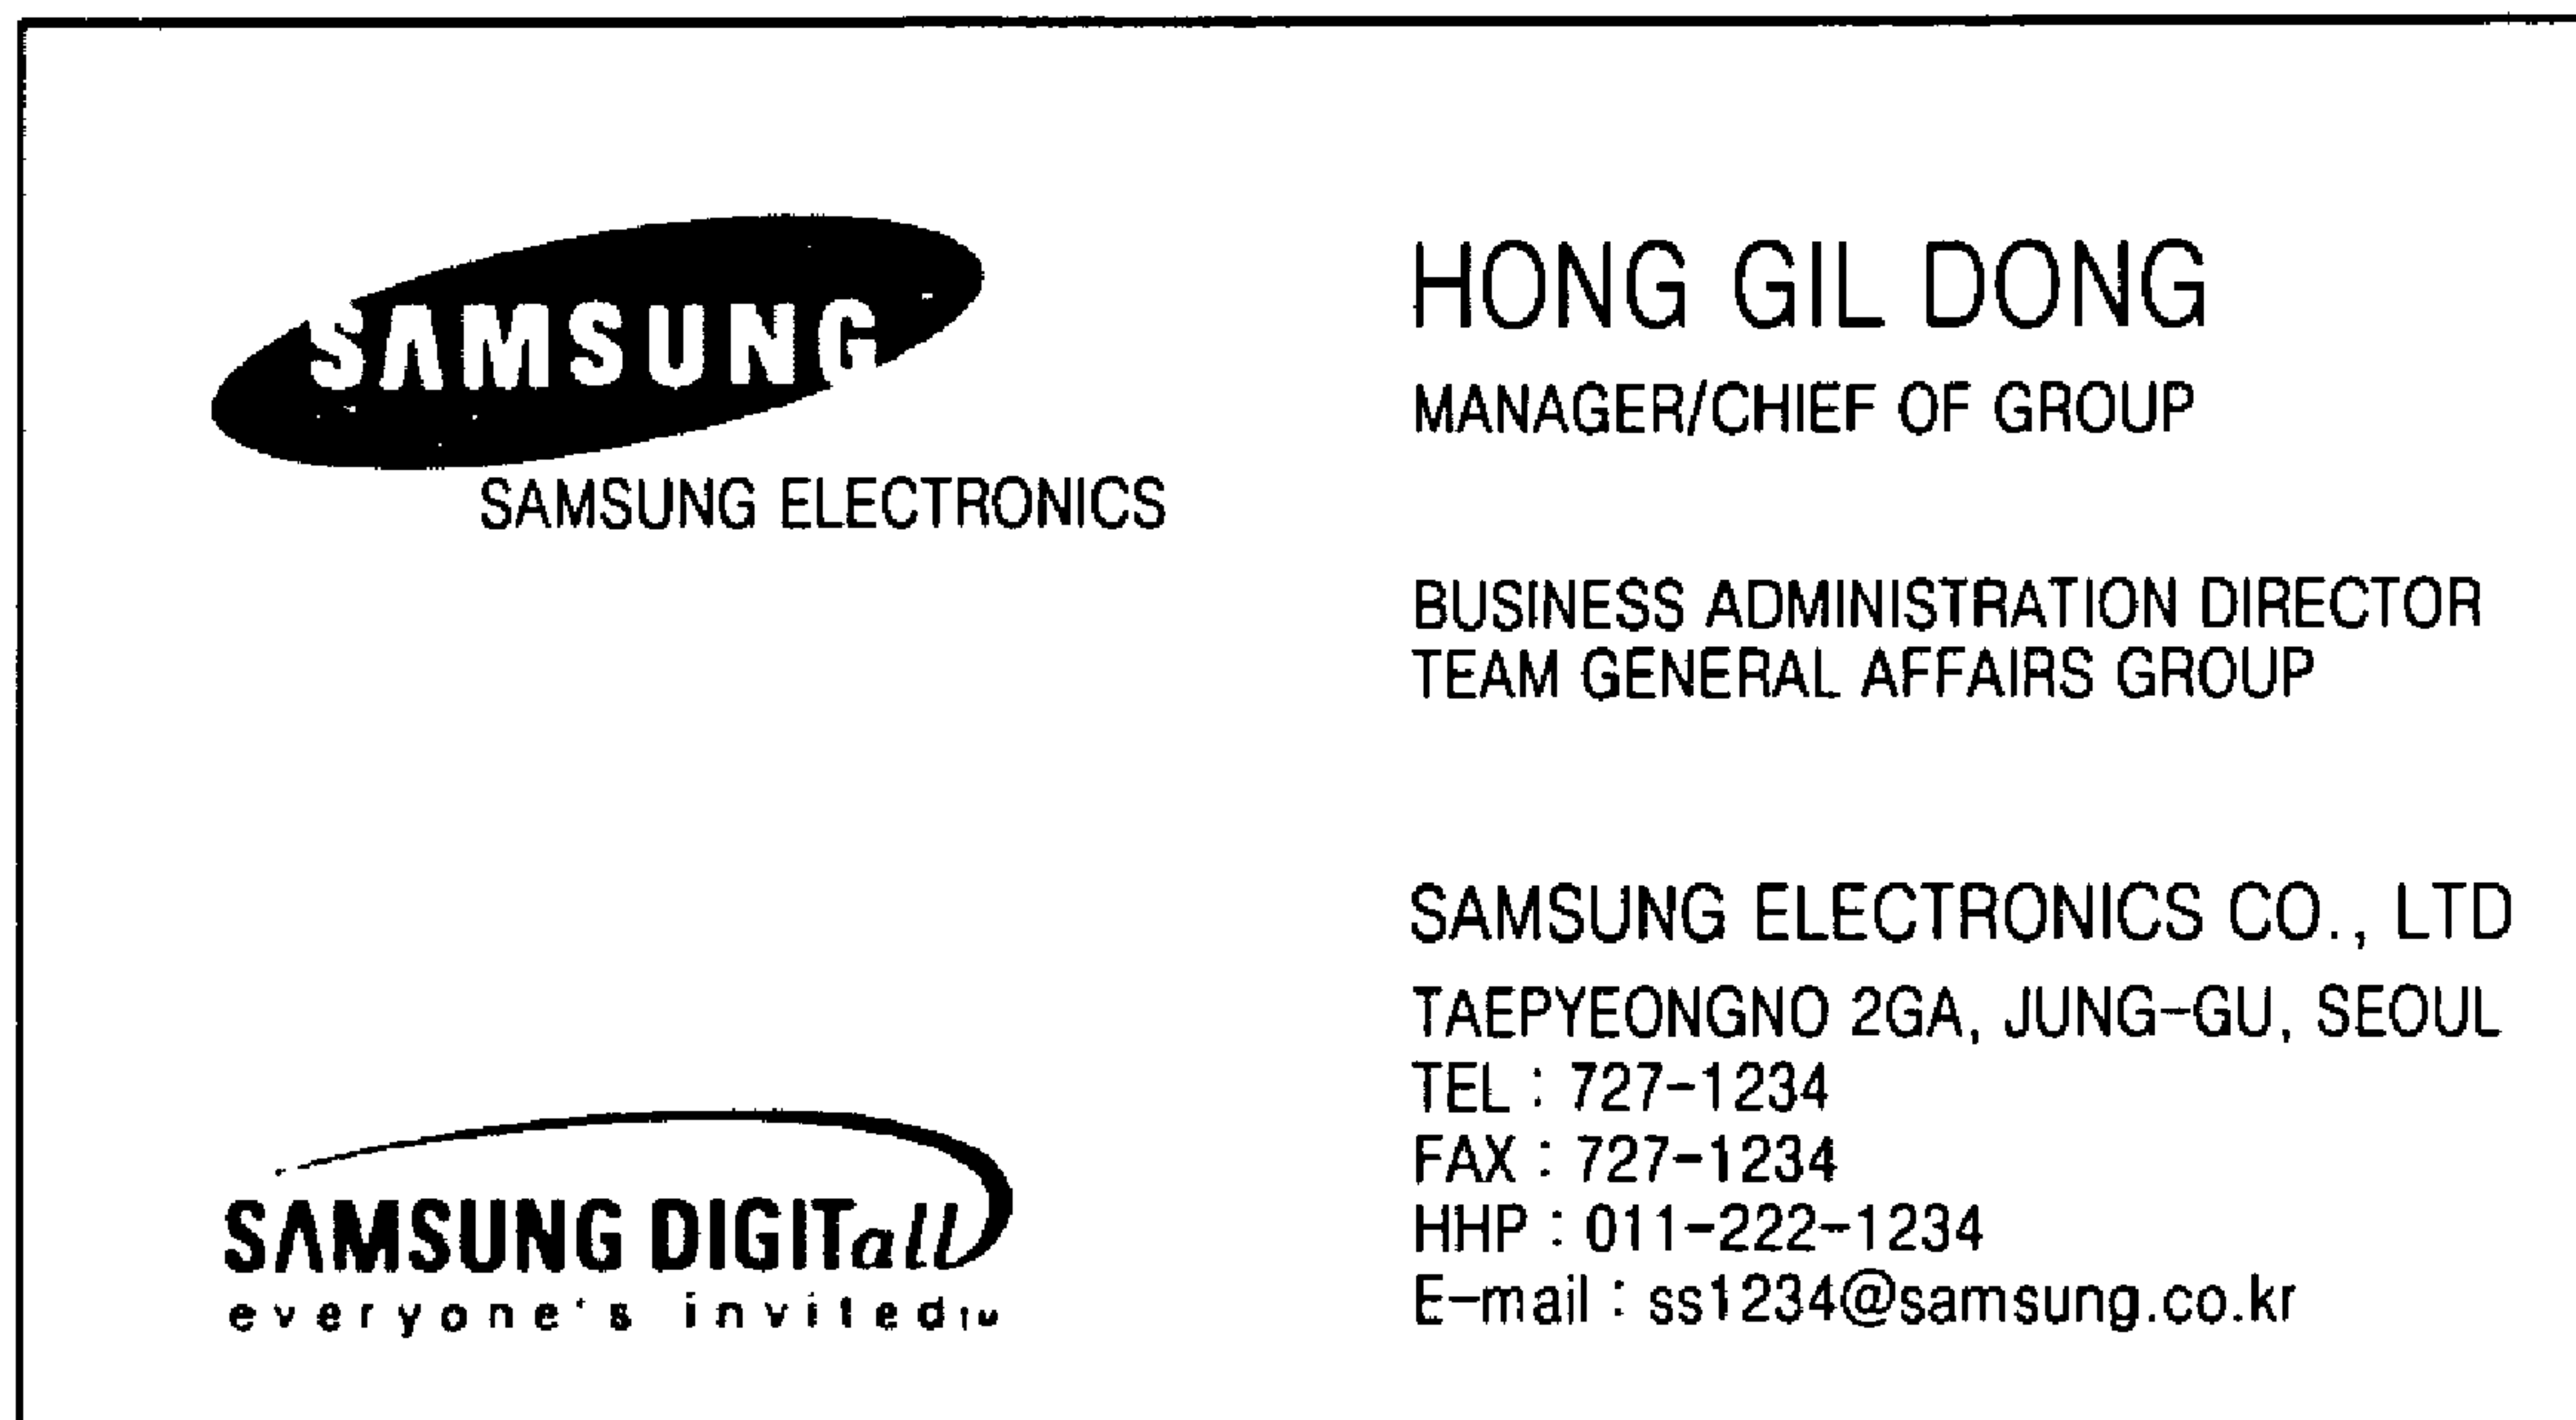 SAMSUNG
SAMSUNG ELECTRONICS
HONG GIL DONG
MANAGER/CHIEF OF GROUP
BUSINESS ADMINISTRATION DIRECTOR
TEAM GENERAL AFFAIRS GROUP
SAMSUNG ELECTRONICS CO., LTD
TAEPYEONGNO 2GA, JUNG-GU, SEOUL
TEL : 727-1234
FAX : 727-1234
HHP : 011-222-1234
E-mail : ss1234@samsung.co.kr
SAMSUNG DIGITall
everyone's invited™